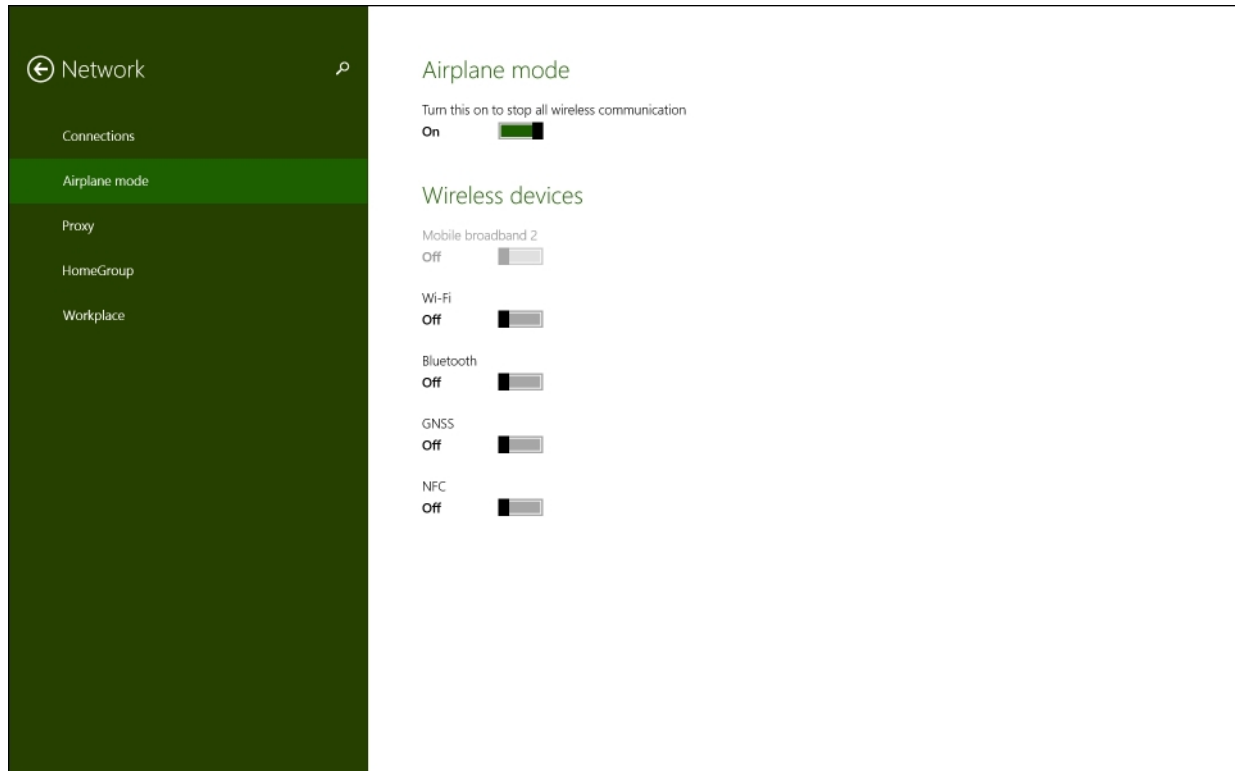 Network
Connections
Airplane mode
Proxy
HomeGroup
Workplace
Airplane mode
Turn this on to stop all wireless communication
On
Wireless devices
Mobile broadband 2
Off
Wi-Fi
Off
Bluetooth
Off
GNSS
Off
NFC
Off